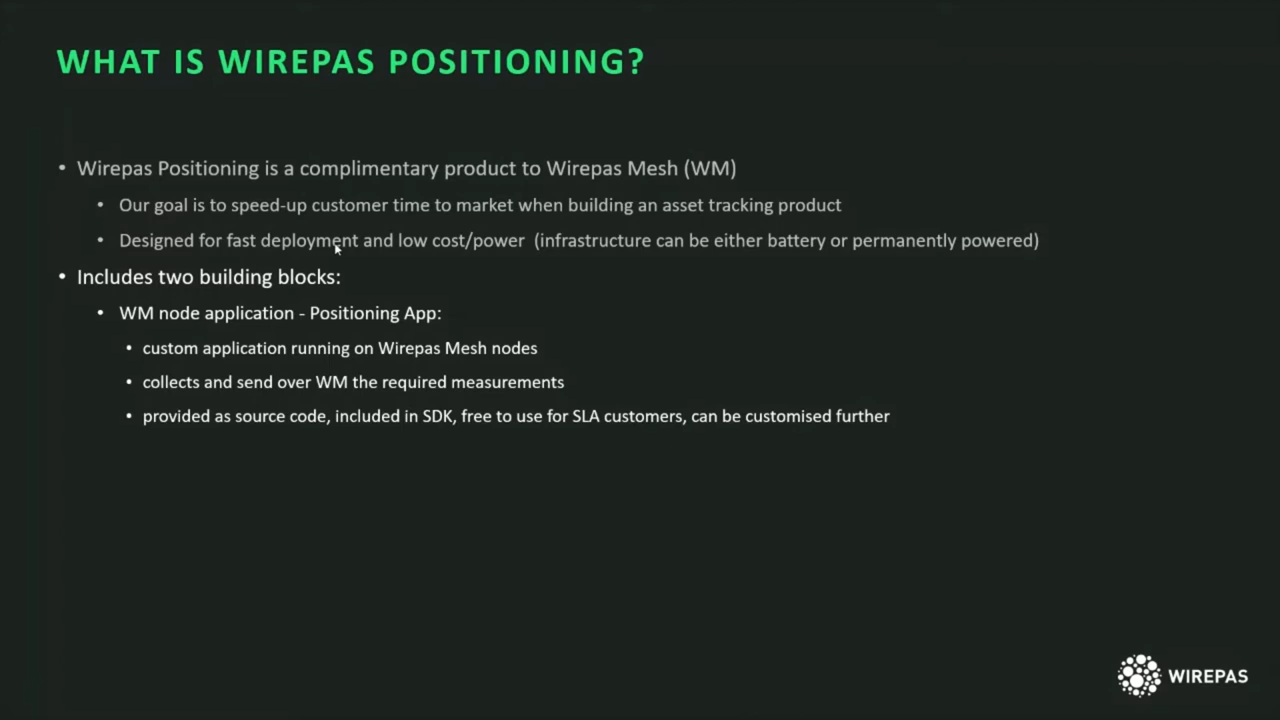 WHAT IS WIREPAS POSITIONING?
• Wirepas Positioning is a complimentary product to Wirepas Mesh (WM)
• Our goal is to speed-up customer time to market when building an asset tracking product
• Designed for fast deployment and low cost/power (infrastructure can be either battery or permanently powered)
• Includes two building blocks:
• WM node application - Positioning App:
• custom application running on Wirepas Mesh nodes
• collects and send over WM the required measurements
• provided as source code, included in SDK, free to use for SLA customers, can be customised further
WIREPAS